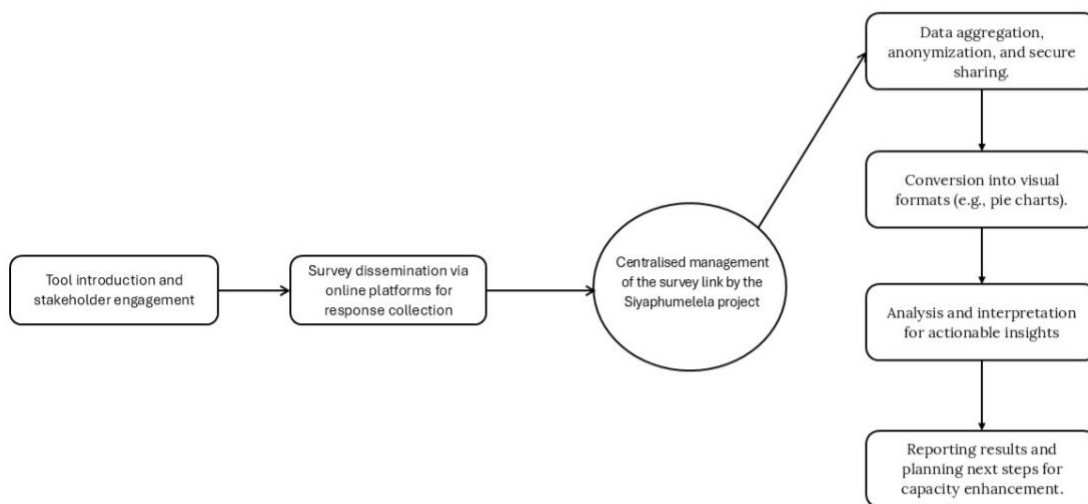 Tool introduction and
stakeholder engagement
Survey dissemination via
online platforms for
response collection
Centralised management
of the survey link by the
Siyaphumelela project
Data aggregation,
anonymization, and secure
sharing.
Conversion into visual
formats (e.g., pie charts).
Analysis and interpretation
for actionable insights
Reporting results and
planning next steps for
capacity enhancement.